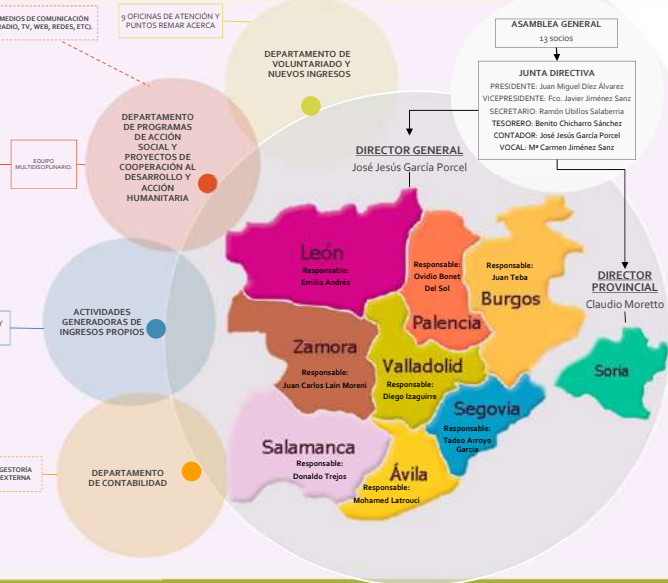 MEDIOS DE COMUNICACIÓN
RADIO, TV, WEB, REDES, ETC).
9 OFICINAS DE ATENCIÓN Y
PUNTOS REMAR ACERCA
DEPARTAMENTO DE
VOLUNTARIADO Y
NUEVOS INGRESOS
ASAMBLEA GENERAL
13 socios
JUNTA DIRECTIVA
PRESIDENTE: Juan Miguel Díez Álvarez
VICEPRESIDENTE: Fco. Javier Jiménez Sanz
SECRETARIO: Ramón Ubillos Salaberria
TESORERO: Benito Chicharro Sánchez
CONTADOR: José Jesús García Porcel
VOCAL: Mª Carmen Jiménez Sanz
DEPARTAMENTO
DE PROGRAMAS
DE ACCIÓN
SOCIAL Y
PROYECTOS DE
COOPERACIÓN AL
DESARROLLO Y
ACCIÓN
HUMANITARIA
EQUIPO
MULTIDISCIPLINARIO:
DIRECTOR GENERAL
José Jesús García Porcel
DIRECTOR
PROVINCIAL
Claudio Moretto
León
Responsable:
Emilio Andrés
Responsable:
Ovidio Bonet
Del Sol
Palencia
Responsable:
Juan Teba
Burgos
Soria
ACTIVIDADES
GENERADORAS DE
INGRESOS PROPIOS
Y
Zamora
Responsable:
Juan Carlos Lain Moreni
Valladolid
Responsable:
Diego Izaguirre
Segovia
Responsable:
Tadeo Arroyo
García
Salamanca
Responsable:
Donaldo Trejos
Ávila
Responsable:
Mohamed Latrouci
GESTORÍA
EXTERNA
DEPARTAMENTO
DE CONTABILIDAD